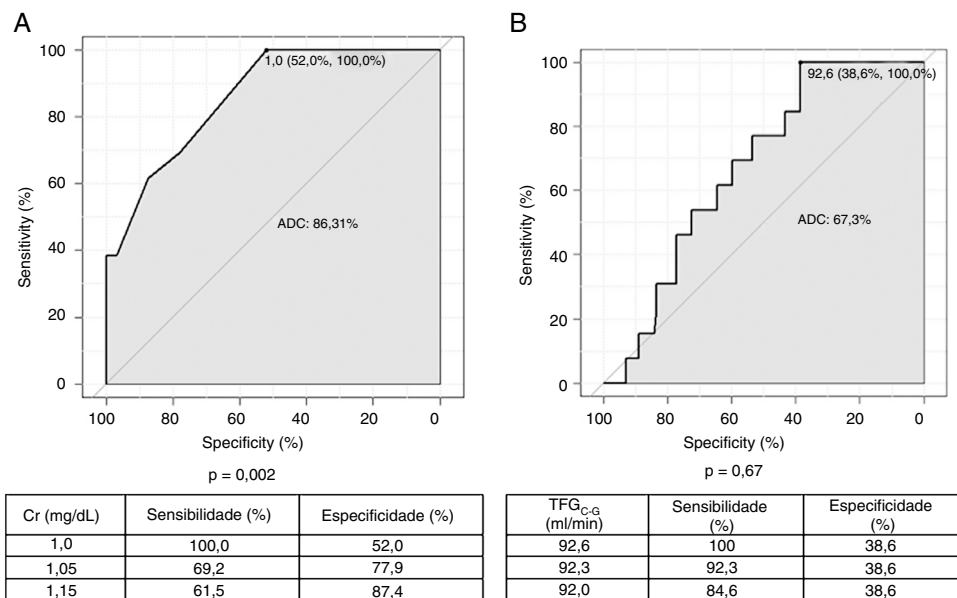 A
100
80
60
40
20
0
Sensitivity (%)
1,0 (52,0%, 100,0%)
ADC: 86,31%
100 80 60 40 20 0
Specificity (%)
p = 0,002
Cr (mg/dL) Sensibilidade (%) Especificidade (%)
1,0 100,0 52,0
1,05 69,2 77,9
1,15 61,5 87,4
B
100
80
60
40
20
0
Sensitivity (%)
92,6 (38,6%, 100,0%)
ADC: 67,3%
100 80 60 40 20 0
Specificity (%)
p = 0,67
TFG C-G (ml/min) Sensibilidade (%) Especificidade (%)
92,6 100 38,6
92,3 92,3 38,6
92,0 84,6 38,6